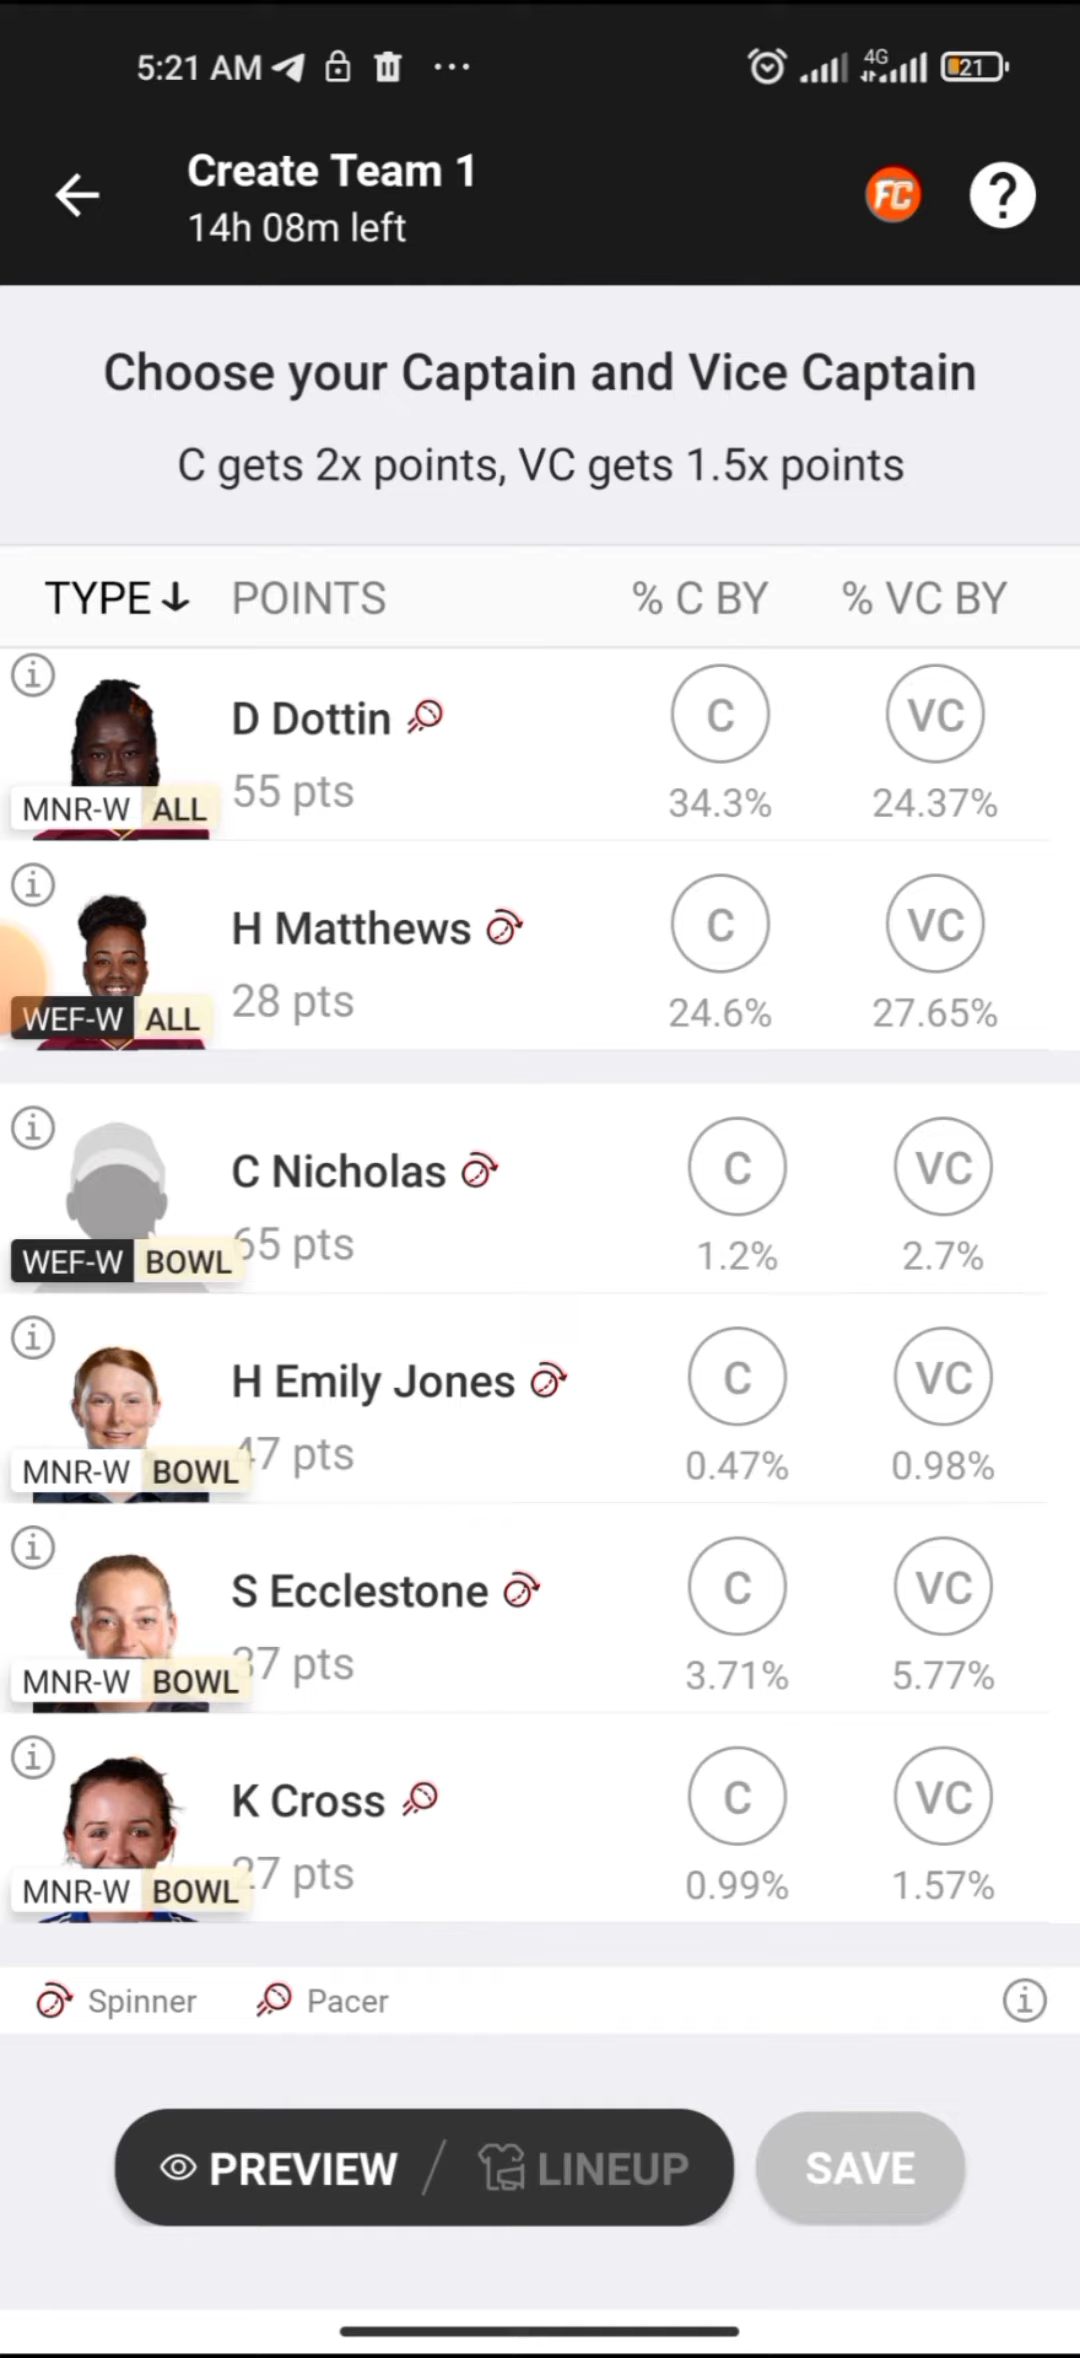 5:21 AM ... 4G 21
Create Team 1
14h 08m left
FC ?
Choose your Captain and Vice Captain
C gets 2x points, VC gets 1.5x points
TYPE↓ POINTS % C BY % VC BY
D Dottin C VC
MNR-W ALL 55 pts 34.3% 24.37%
H Matthews C VC
WEF-W ALL 28 pts 24.6% 27.65%
C Nicholas C VC
WEF-W BOWL 65 pts 1.2% 2.7%
H Emily Jones C VC
MNR-W BOWL 47 pts 0.47% 0.98%
S Ecclestone C VC
MNR-W BOWL 37 pts 3.71% 5.77%
K Cross C VC
MNR-W BOWL 27 pts 0.99% 1.57%
Spinner Pacer
PREVIEW / LINEUP SAVE